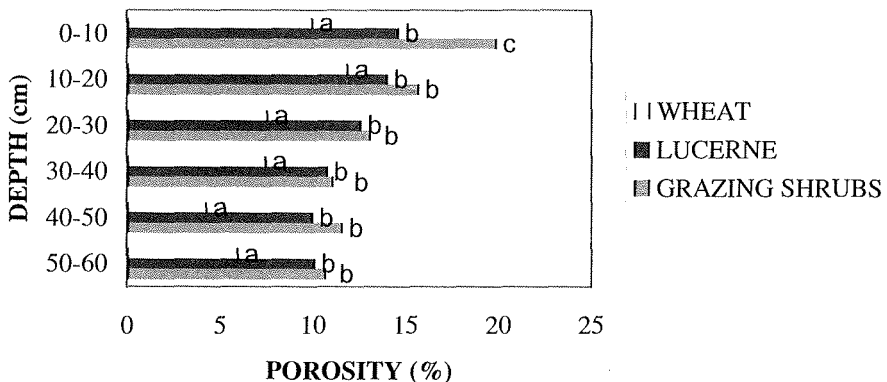 0-10 a b c
10-20 a b b
20-30 a b b
30-40 a b b
40-50 a b b
50-60 a b b
DEPTH (cm)
0 5 10 15 20 25
POROSITY (%)
WHEAT
LUCERNE
GRAZING SHRUBS